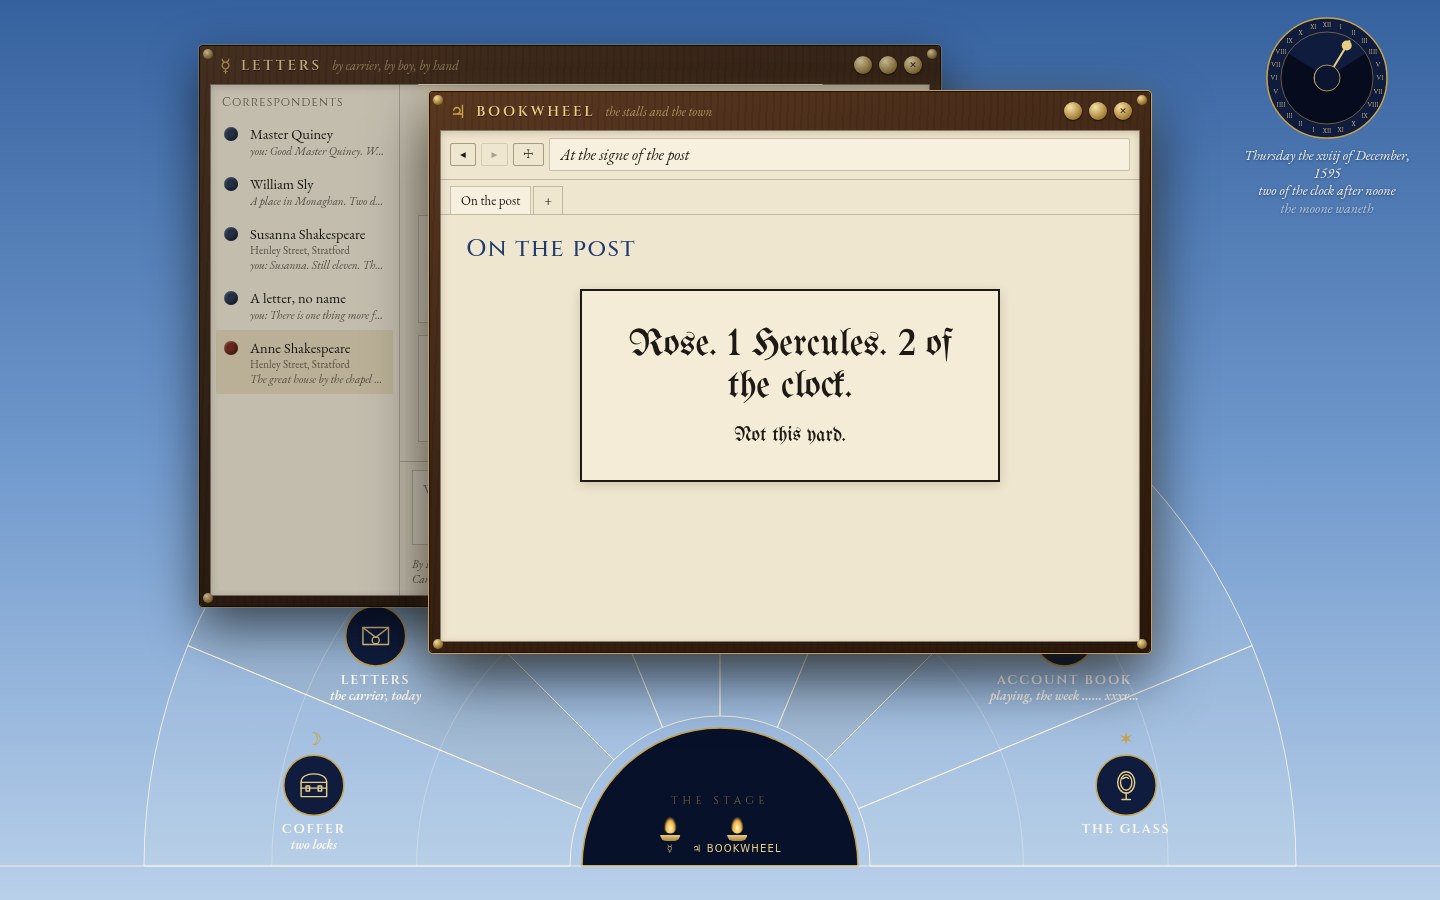 LETTERS by carrier, by boy, by hand
CORRESPONDENTS
Master Quiney
you: Good Master Quiney. W...
William Sly
A place in Monaghan. Two d...
Susanna Shakespeare
Henley Street, Stratford
you: Susanna. Still eleven. Th...
A letter, no name
you: There is one thing more f...
Anne Shakespeare
Henley Street, Stratford
The great house by the chapel ...
BOOKWHEEL the stalls and the town
At the signe of the post
On the post +
ON THE POST
Rose. 1 Hercules. 2 of
the clock.
Not this yard.
Thursday the xviij of December,
1595
two of the clock after noone
the moone waneth
LETTERS
the carrier, today
ACCOUNT BOOK
playing, the week ...... xxxv...
COFFER
two locks
THE GLASS
THE STAGE
BOOKWHEEL